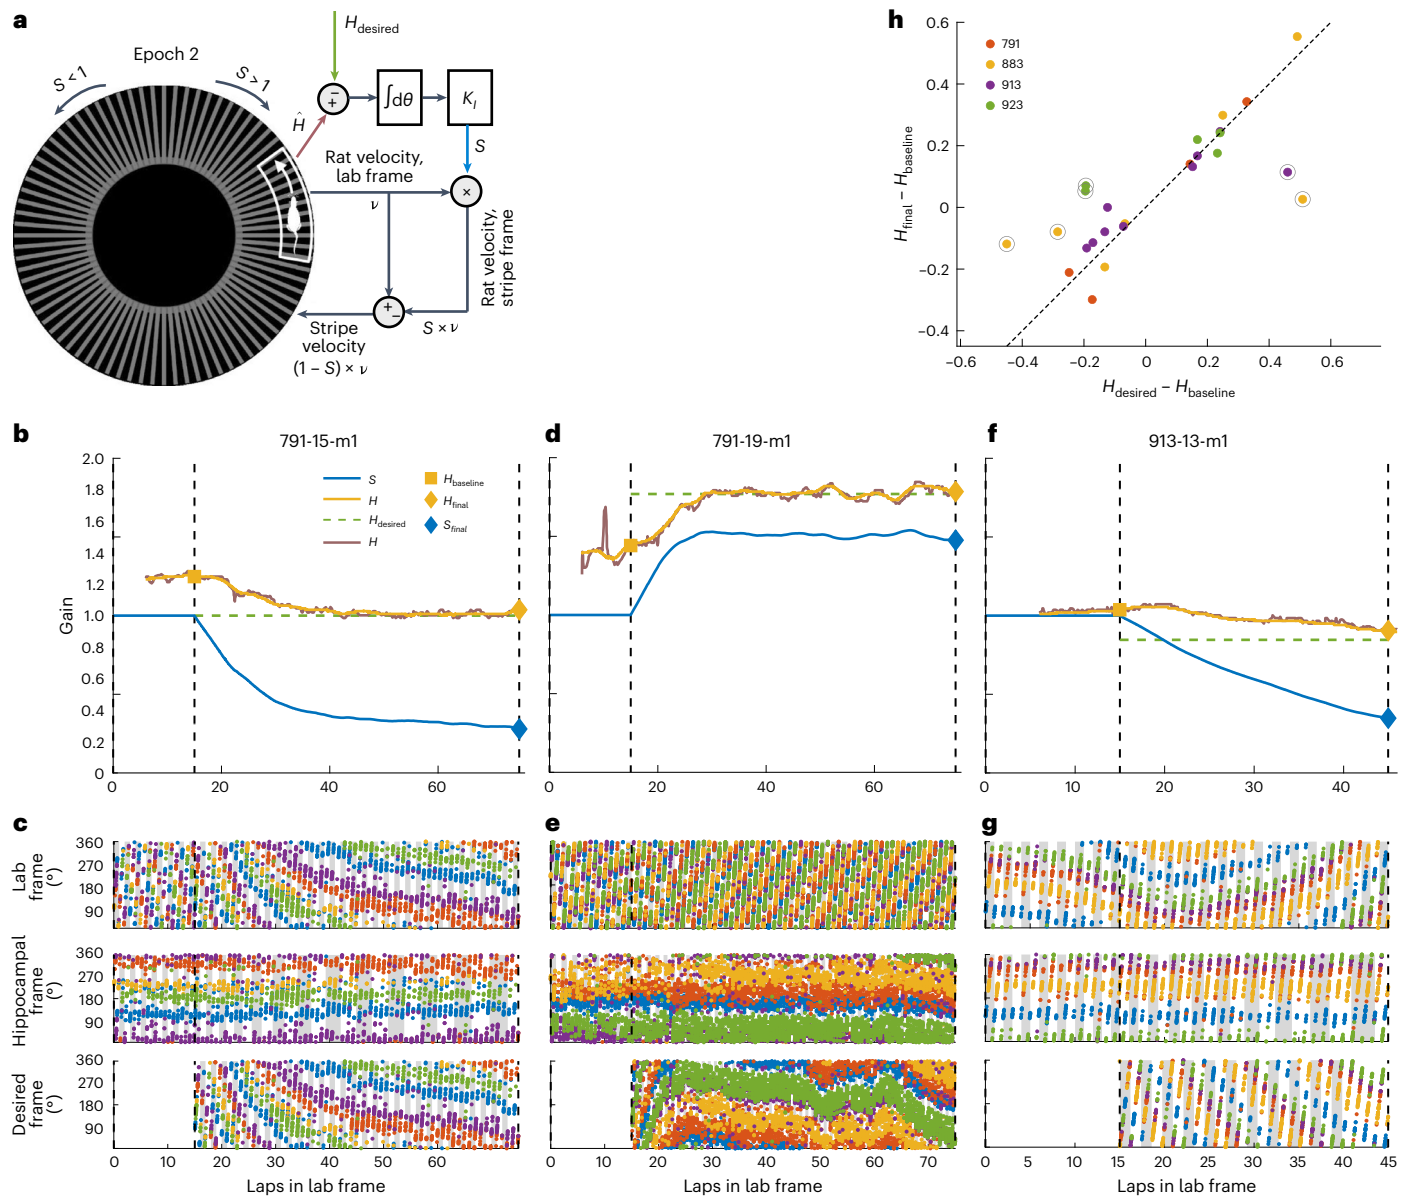 a
Epoch 2
S < 1
S > 1
H_desired
Ĥ
−
+
∫dθ
K_I
S
Rat velocity,
lab frame
ν
×
Rat velocity,
stripe frame
+
−
S × ν
Stripe
velocity
(1 – S) × ν
h
H_final – H_baseline
0.6
0.4
0.2
0
–0.2
–0.4
791
883
913
923
–0.6 –0.4 –0.2 0 0.2 0.4 0.6
H_desired – H_baseline
b
791-15-m1
Gain
2.0
1.8
1.6
1.4
1.2
1.0
0.8
0.6
0.4
0.2
0
S
H
H_desired
H
H_baseline
H_final
S_final
0 20 40 60
d
791-19-m1
0 20 40 60
f
913-13-m1
0 10 20 30 40
c
Lab
frame
(°)
360
270
180
90
Hippocampal
frame
(°)
360
270
180
90
Desired
frame
(°)
360
270
180
90
0 10 20 30 40 50 60 70
Laps in lab frame
e
0 10 20 30 40 50 60 70
Laps in lab frame
g
0 5 10 15 20 25 30 35 40 45
Laps in lab frame